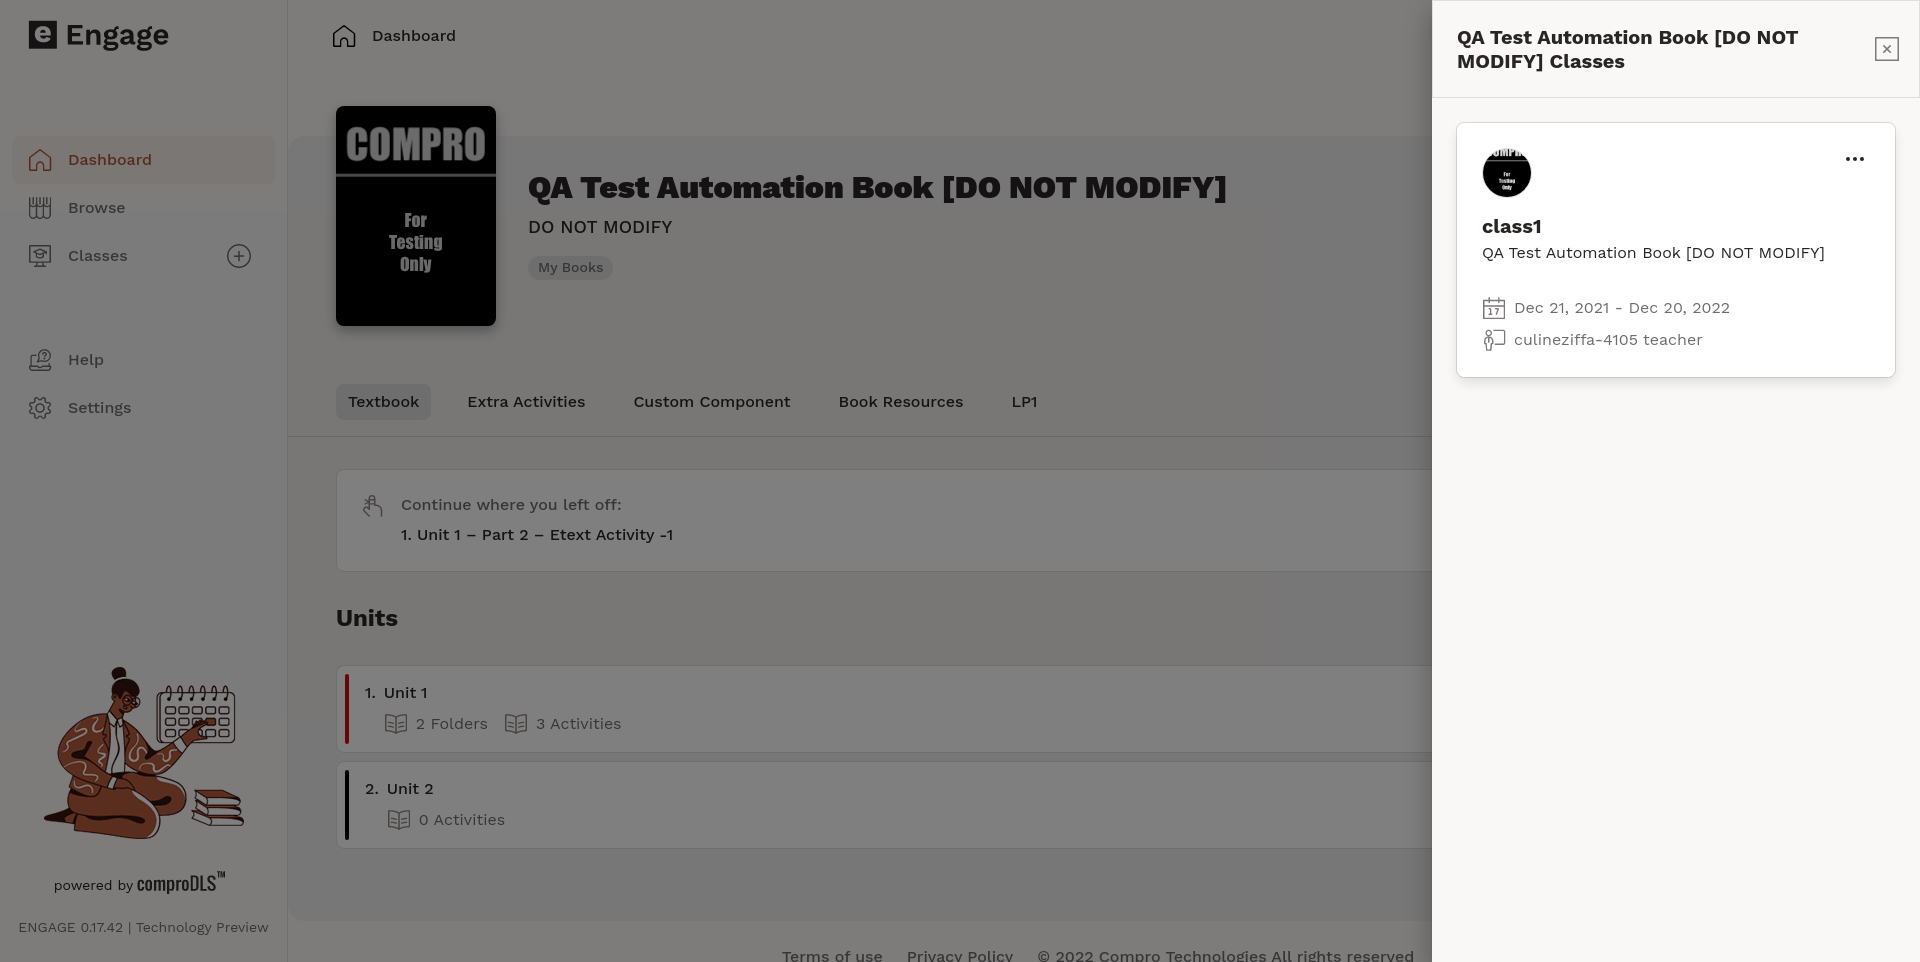 e Engage
Dashboard
Browse
Classes
Help
Settings
powered by comproDLS™
ENGAGE 0.17.42 | Technology Preview
Dashboard
COMPRO
For
Testing
Only
QA Test Automation Book [DO NOT MODIFY]
DO NOT MODIFY
My Books
Textbook Extra Activities Custom Component Book Resources LP1
Continue where you left off:
1. Unit 1 – Part 2 – Etext Activity -1
Units
1. Unit 1
2 Folders 3 Activities
2. Unit 2
0 Activities
Terms of use Privacy Policy © 2022 Compro Technologies All rights reserved
QA Test Automation Book [DO NOT
MODIFY] Classes
For
Testing
Only
class1
QA Test Automation Book [DO NOT MODIFY]
17
Dec 21, 2021 - Dec 20, 2022
culineziffa-4105 teacher